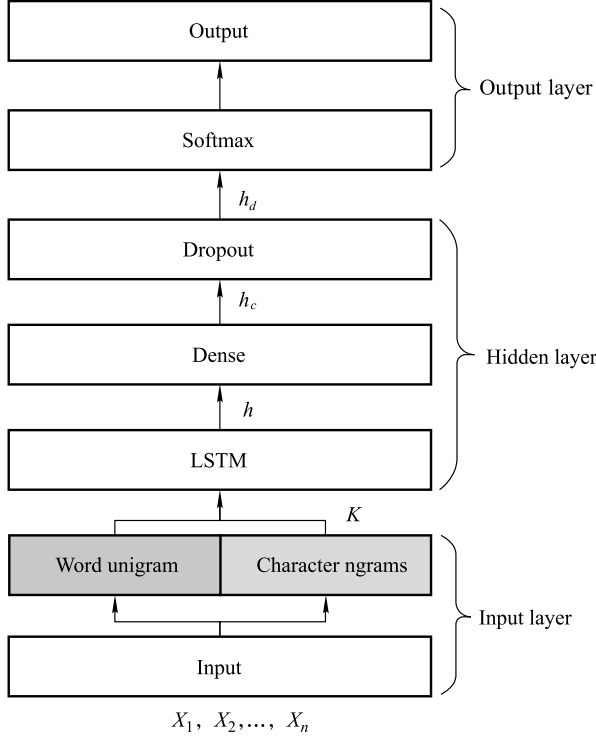 Output
Output layer
Softmax
h_d
Dropout
h_c
Dense
Hidden layer
h
LSTM
K
Word unigram Character ngrams
Input layer
Input
X_1, X_2,..., X_n